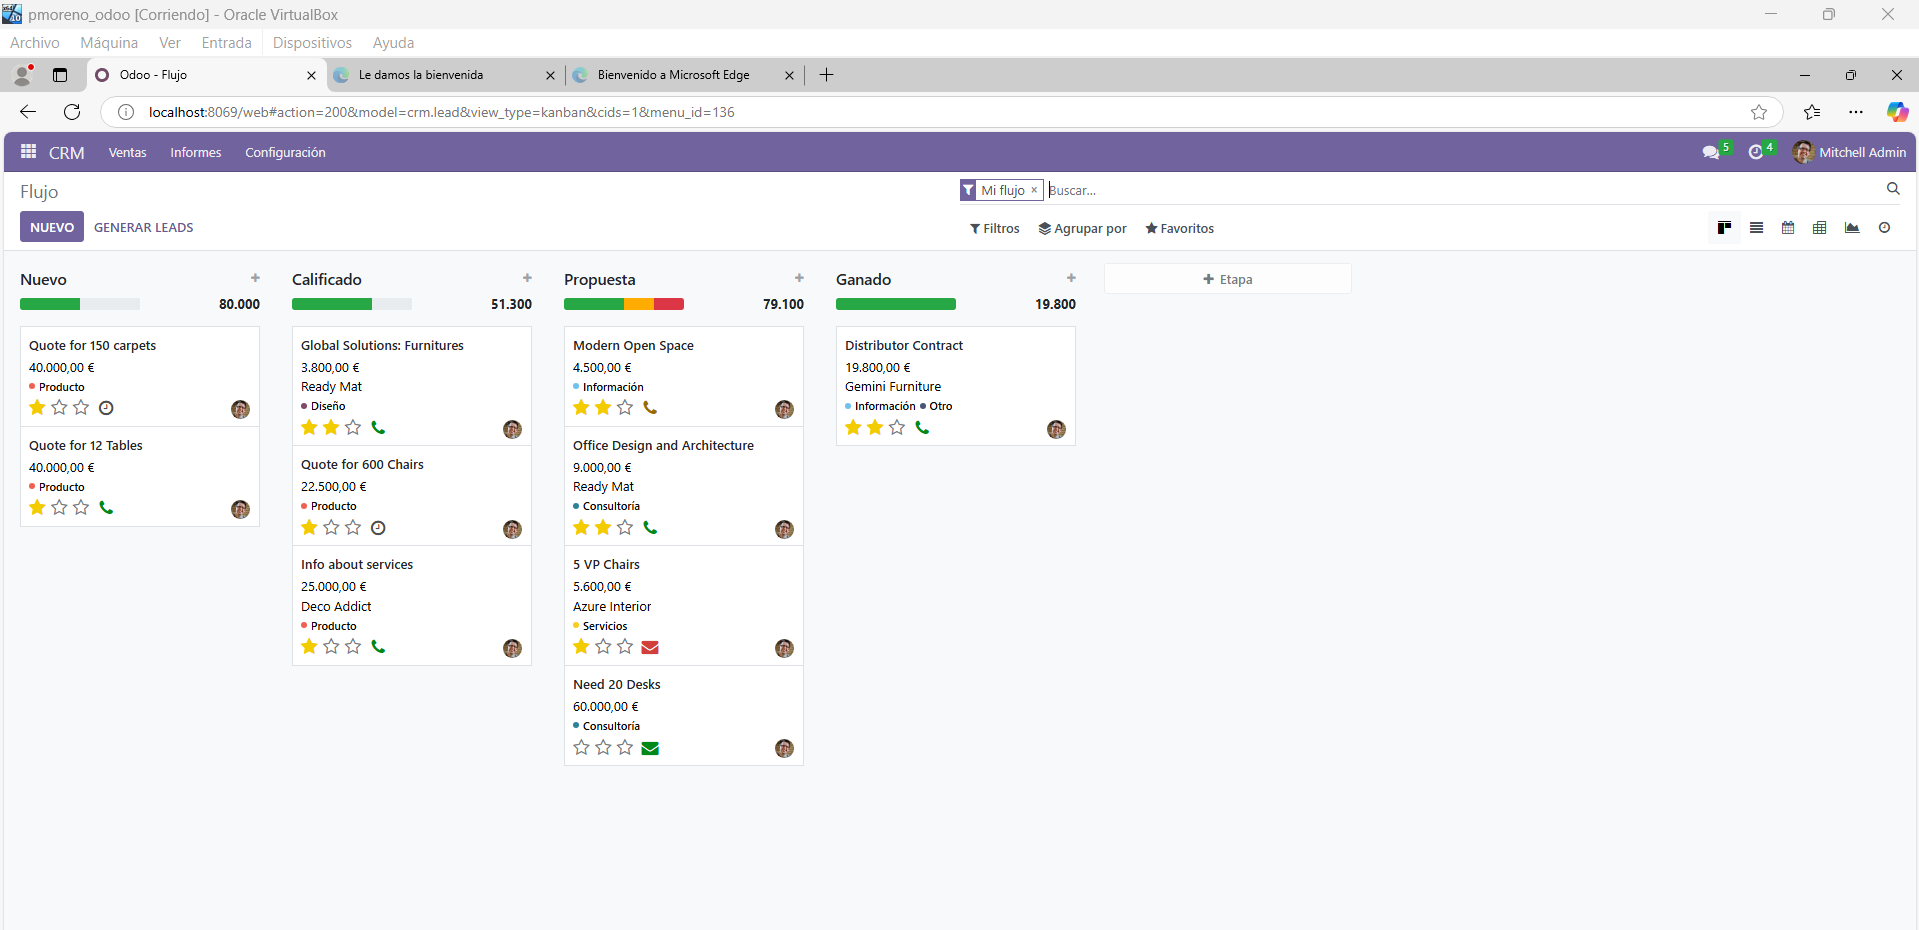 pmoreno_odoo [Corriendo] - Oracle VirtualBox
Archivo Máquina Ver Entrada Dispositivos Ayuda
Odoo - Flujo Le damos la bienvenida Bienvenido a Microsoft Edge
localhost:8069/web#action=200&model=crm.lead&view_type=kanban&cids=1&menu_id=136
CRM Ventas Informes Configuración 5 4 Mitchell Admin
Flujo Mi flujo × Buscar...
NUEVO GENERAR LEADS Filtros Agrupar por Favoritos
Nuevo
80.000
Quote for 150 carpets
40.000,00 €
Producto
Quote for 12 Tables
40.000,00 €
Producto
Calificado
51.300
Global Solutions: Furnitures
3.800,00 €
Ready Mat
Diseño
Quote for 600 Chairs
22.500,00 €
Producto
Info about services
25.000,00 €
Deco Addict
Producto
Propuesta
79.100
Modern Open Space
4.500,00 €
Información
Office Design and Architecture
9.000,00 €
Ready Mat
Consultoría
5 VP Chairs
5.600,00 €
Azure Interior
Servicios
Need 20 Desks
60.000,00 €
Consultoría
Ganado
19.800
Distributor Contract
19.800,00 €
Gemini Furniture
Información Otro
+ Etapa